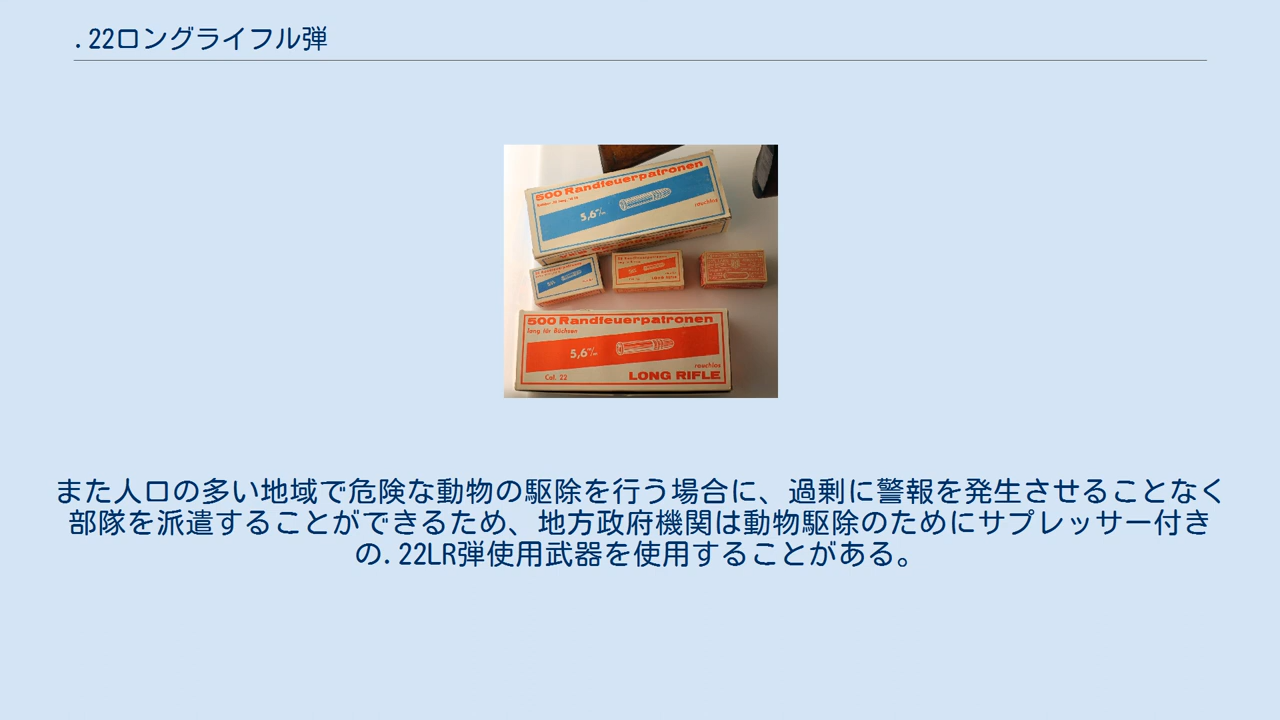 .22ロングライフル弾
500 Randfeuerpatronen
5,6
rauchlos
500 Randfeuerpatronen
lang für Büchsen
5,6
rauchlos
Cal. 22
LONG RIFLE
また人口の多い地域で危険な動物の駆除を行う場合に、過剰に警報を発生させることなく
部隊を派遣することができるため、地方政府機関は動物駆除のためにサプレッサー付き
の.22LR弾使用武器を使用することがある。